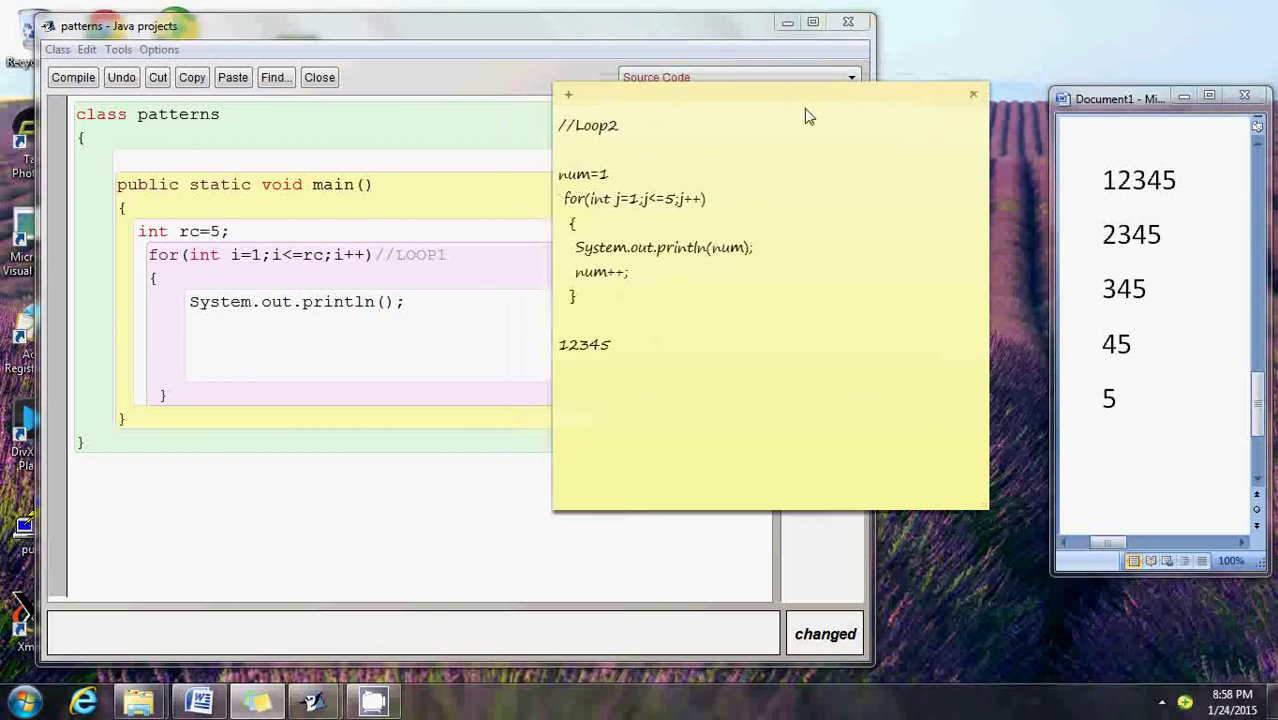 patterns - Java projects
Class Edit Tools Options
Compile Undo Cut Copy Paste Find... Close
Source Code
class patterns
{
public static void main()
{
int rc=5;
for(int i=1;i<=rc;i++)//LOOP1
{
System.out.println();
}
}
}
changed
+
//Loop2
num=1
for(int j=1;j<=5;j++)
{
System.out.println(num);
num++;
}
12345
Document1 - Mi...
12345
2345
345
45
5
100%
8:58 PM
1/24/2015